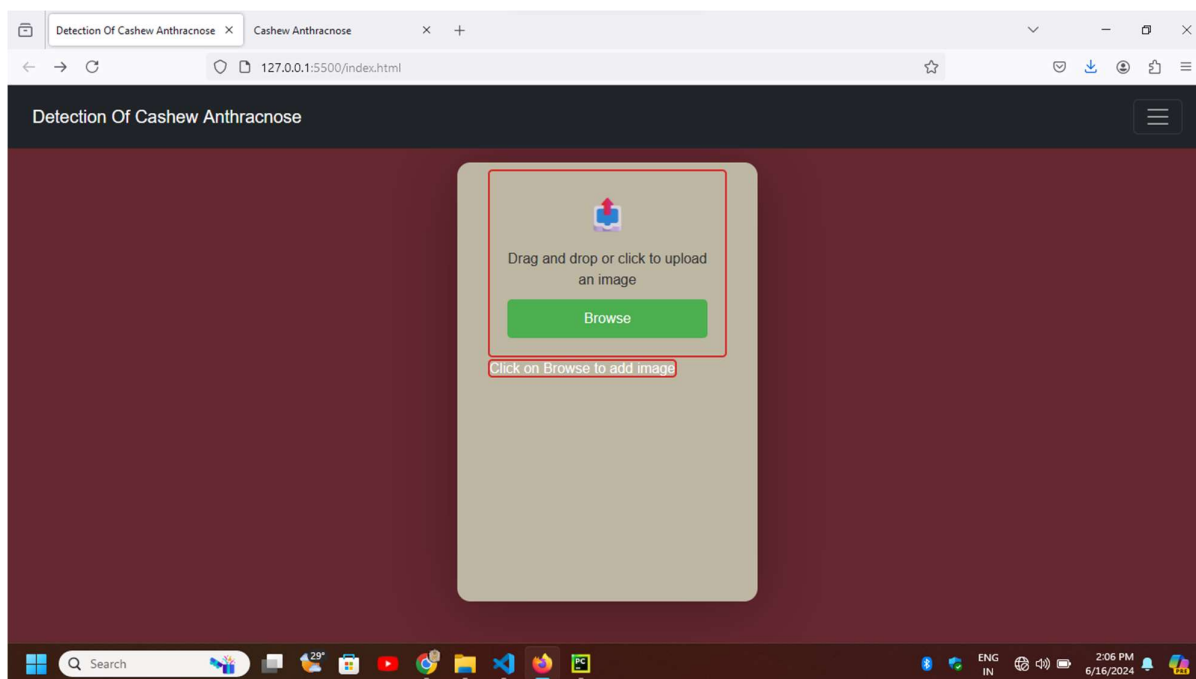 Detection Of Cashew Anthracnose
Cashew Anthracnose
127.0.0.1:5500/index.html
Detection Of Cashew Anthracnose
Drag and drop or click to upload
an image
Browse
Click on Browse to add image
Search
29°
PC
ENG
IN
2:06 PM
6/16/2024
PRE